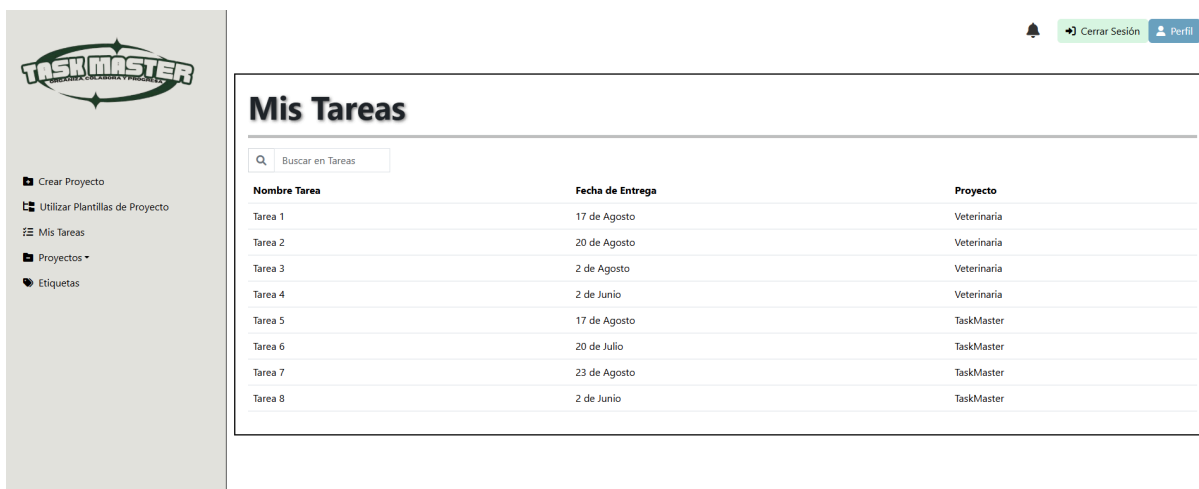 TASK MASTER
ORGANIZA COLABORA Y PROGRESA
Crear Proyecto
Utilizar Plantillas de Proyecto
Mis Tareas
Proyectos
Etiquetas
Cerrar Sesión Perfil
Mis Tareas
Buscar en Tareas
Nombre Tarea Fecha de Entrega Proyecto
Tarea 1 17 de Agosto Veterinaria
Tarea 2 20 de Agosto Veterinaria
Tarea 3 2 de Agosto Veterinaria
Tarea 4 2 de Junio Veterinaria
Tarea 5 17 de Agosto TaskMaster
Tarea 6 20 de Julio TaskMaster
Tarea 7 23 de Agosto TaskMaster
Tarea 8 2 de Junio TaskMaster